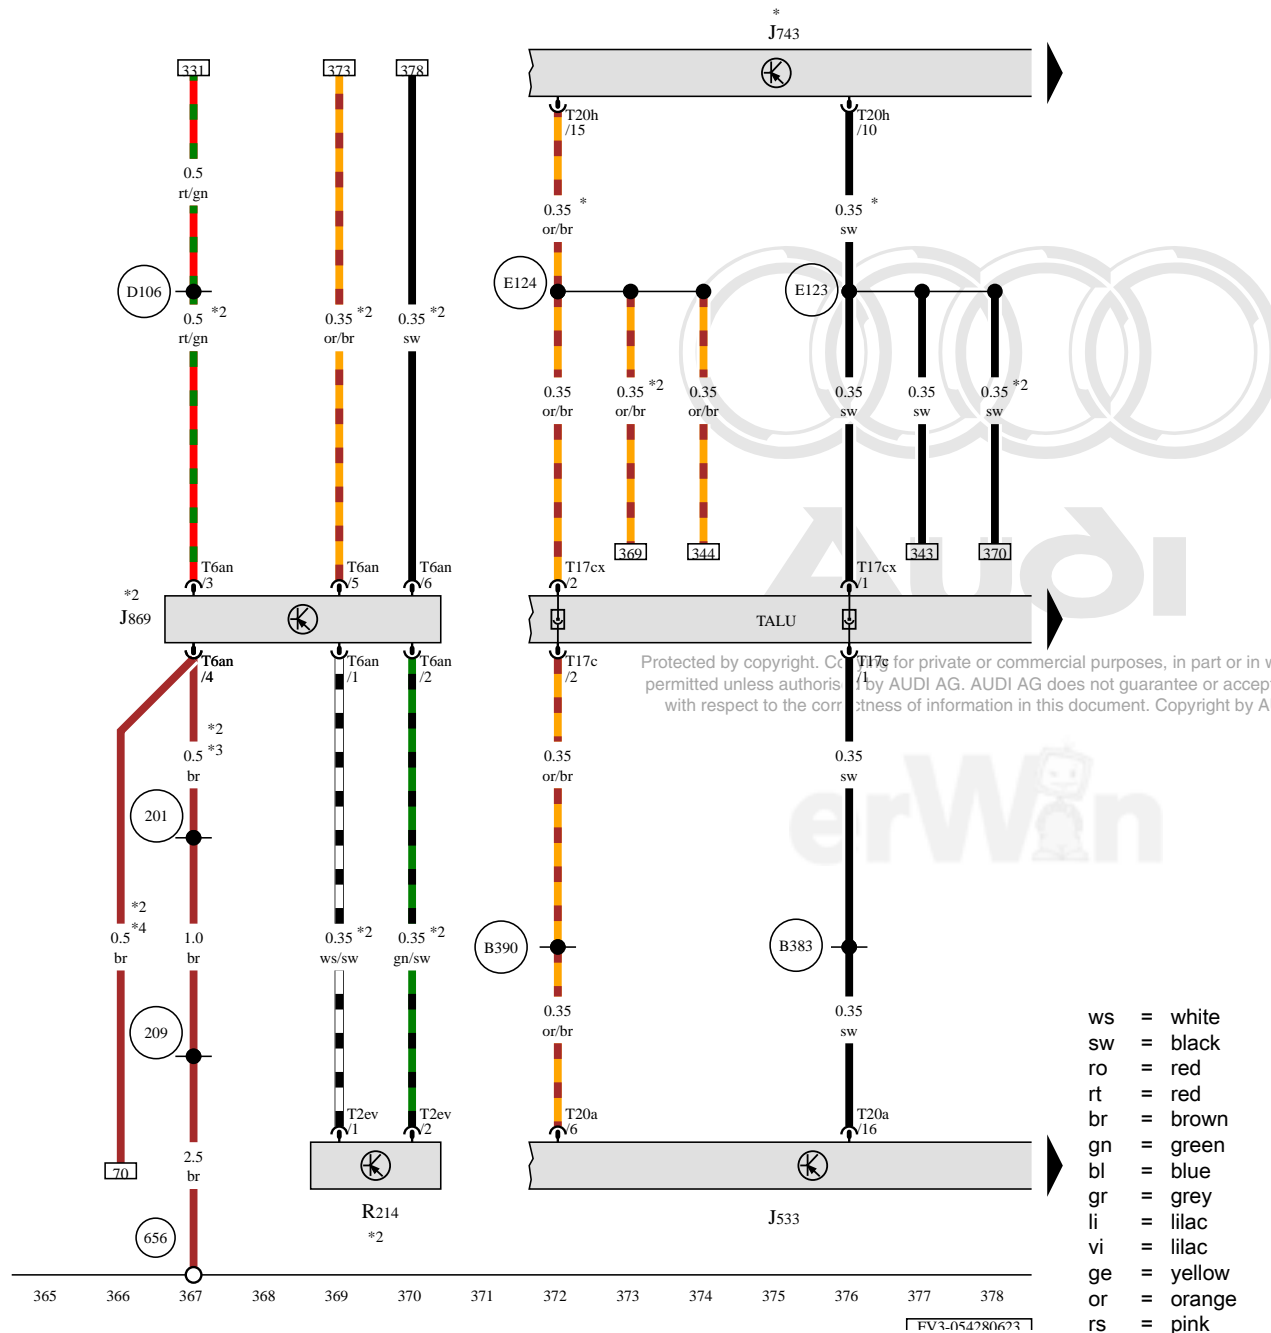 *
J743
331
373
378
T20h
/15
T20h
/10
0.5
rt/gn
0.35 *
or/br
0.35 *
sw
D106
E124
E123
0.5 *2
rt/gn
0.35 *2
or/br
0.35 *2
sw
0.35
or/br
0.35 *2
or/br
0.35
or/br
0.35
sw
0.35
sw
0.35 *2
sw
369
344
343
370
Audi
T6an
/3
T6an
/5
T6an
/6
T17cx
/2
T17cx
/1
*2
J869
TALU
T6an
/4
T6an
/1
T6an
/2
T17c
/2
T17c
/1
Protected by copyright. Copying for private or commercial purposes, in part or in w
permitted unless authorised by AUDI AG. AUDI AG does not guarantee or accep
with respect to the correctness of information in this document. Copyright by A
*2
0.5 *3
br
0.35
or/br
0.35
sw
erWin
201
*2
0.5 *4
br
1.0
br
0.35 *2
ws/sw
0.35 *2
gn/sw
B390
B383
209
0.35
or/br
0.35
sw
T2ev
/1
T2ev
/2
T20a
/6
T20a
/16
70
2.5
br
R214
*2
J533
656
365 366 367 368 369 370 371 372 373 374 375 376 377 378
EV3-054280623
ws = white
sw = black
ro = red
rt = red
br = brown
gn = green
bl = blue
gr = grey
li = lilac
vi = lilac
ge = yellow
or = orange
rs = pink